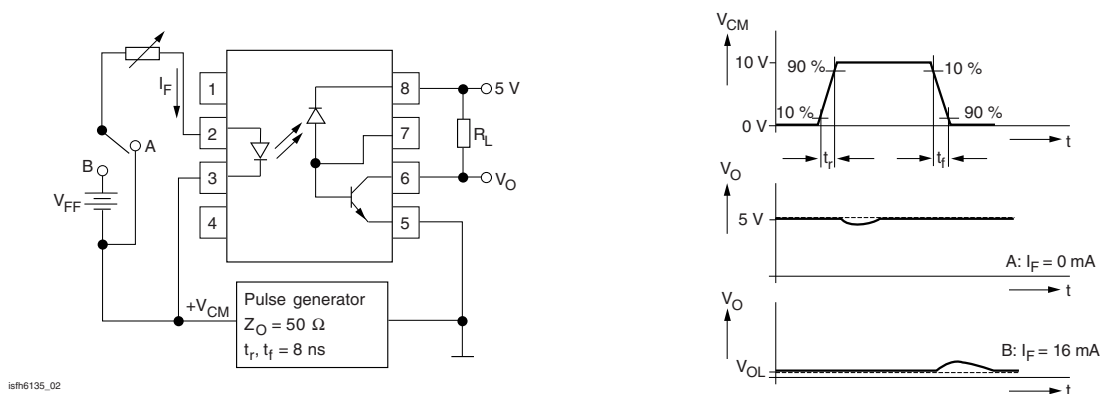 I_F
1
2
3
4
8
7
6
5
5 V
R_L
V_O
A
B
V_FF
+V_CM
Pulse generator
Z_O = 50 Ω
t_r, t_f = 8 ns
isfh6135_02
V_CM
10 V
90 %
10 %
10 %
90 %
0 V
t
t_r
t_f
V_O
5 V
A: I_F = 0 mA
t
V_O
B: I_F = 16 mA
V_OL
t